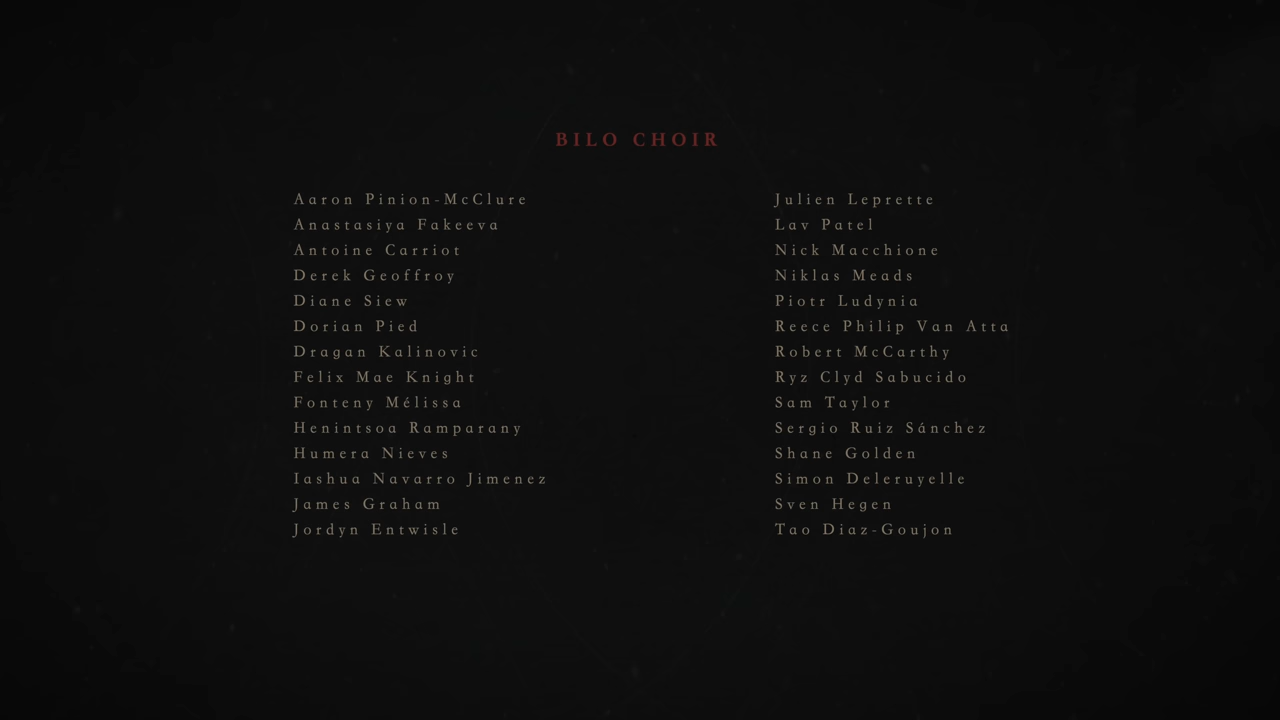 BILO CHOIR
Aaron Pinion-McClure
Anastasiya Fakeeva
Antoine Carriot
Derek Geoffroy
Diane Siew
Dorian Pied
Dragan Kalinovic
Felix Mae Knight
Fonteny Mélissa
Henintsoa Ramparany
Humera Nieves
Iashua Navarro Jimenez
James Graham
Jordyn Entwisle
Julien Leprette
Lav Patel
Nick Macchione
Niklas Meads
Piotr Ludynia
Reece Philip Van Atta
Robert McCarthy
Ryz Clyd Sabucido
Sam Taylor
Sergio Ruiz Sánchez
Shane Golden
Simon Deleruyelle
Sven Hegen
Tao Diaz-Goujon